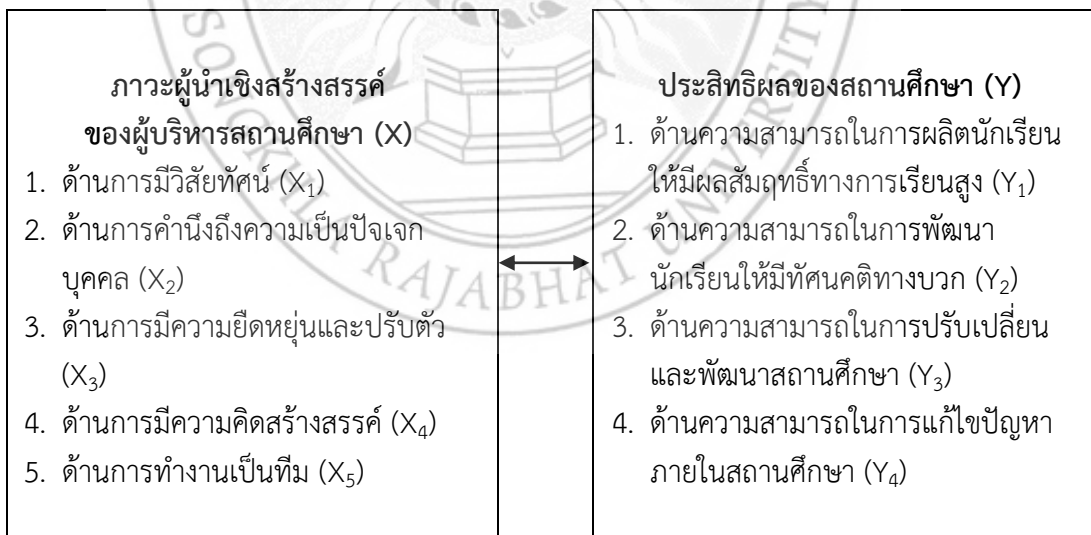 ภาวะผู้นำเชิงสร้างสรรค์
ของผู้บริหารสถานศึกษา (X)
1. ด้านการมีวิสัยทัศน์ (X₁)
2. ด้านการคำนึงถึงความเป็นปัจเจก
บุคคล (X₂)
3. ด้านการมีความยืดหยุ่นและปรับตัว
(X₃)
4. ด้านการมีความคิดสร้างสรรค์ (X₄)
5. ด้านการทำงานเป็นทีม (X₅)
ประสิทธิผลของสถานศึกษา (Y)
1. ด้านความสามารถในการผลิตนักเรียน
ให้มีผลสัมฤทธิ์ทางการเรียนสูง (Y₁)
2. ด้านความสามารถในการพัฒนา
นักเรียนให้มีทัศนคติทางบวก (Y₂)
3. ด้านความสามารถในการปรับเปลี่ยน
และพัฒนาสถานศึกษา (Y₃)
4. ด้านความสามารถในการแก้ไขปัญหา
ภายในสถานศึกษา (Y₄)
SONGKHLA RAJABHAT UNIVERSITY